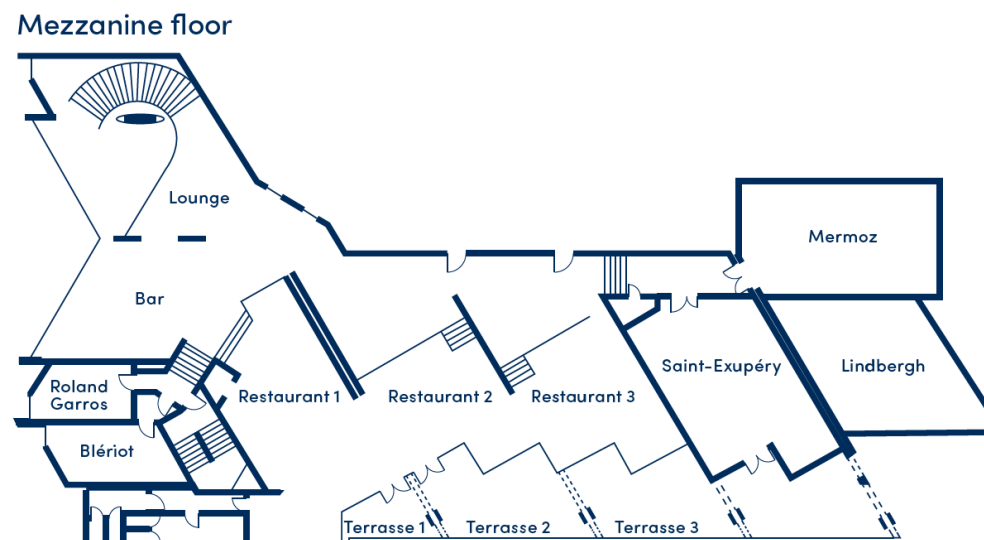 Mezzanine floor
Lounge
Mermoz
Bar
Saint-Exupéry
Lindbergh
Roland
Garros
Restaurant 1
Restaurant 2
Restaurant 3
Blériot
Terrasse 1
Terrasse 2
Terrasse 3